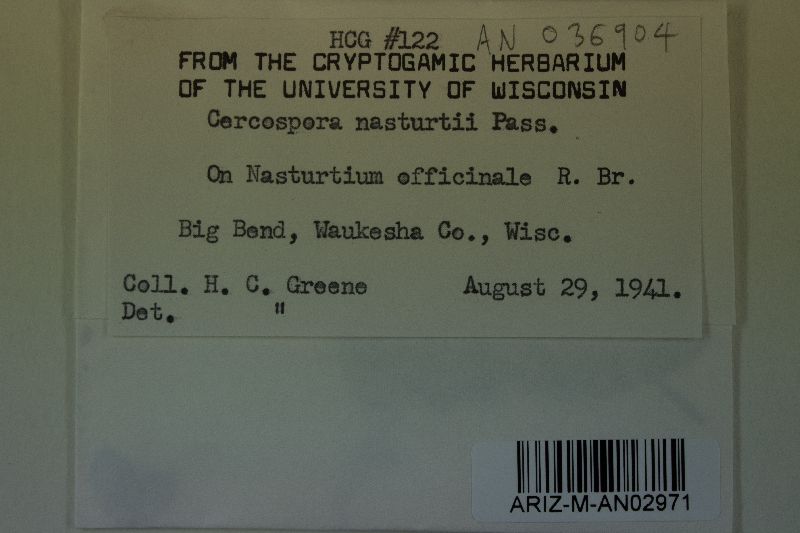 HCG #122 AN 036904
FROM THE CRYPTOGAMIC HERBARIUM
OF THE UNIVERSITY OF WISCONSIN
Cercospora nasturtii Pass.
On Nasturtium officinale R. Br.
Big Bend, Waukesha Co., Wisc.
Coll. H. C. Greene August 29, 1941.
Det. "
ARIZ-M-AN02971